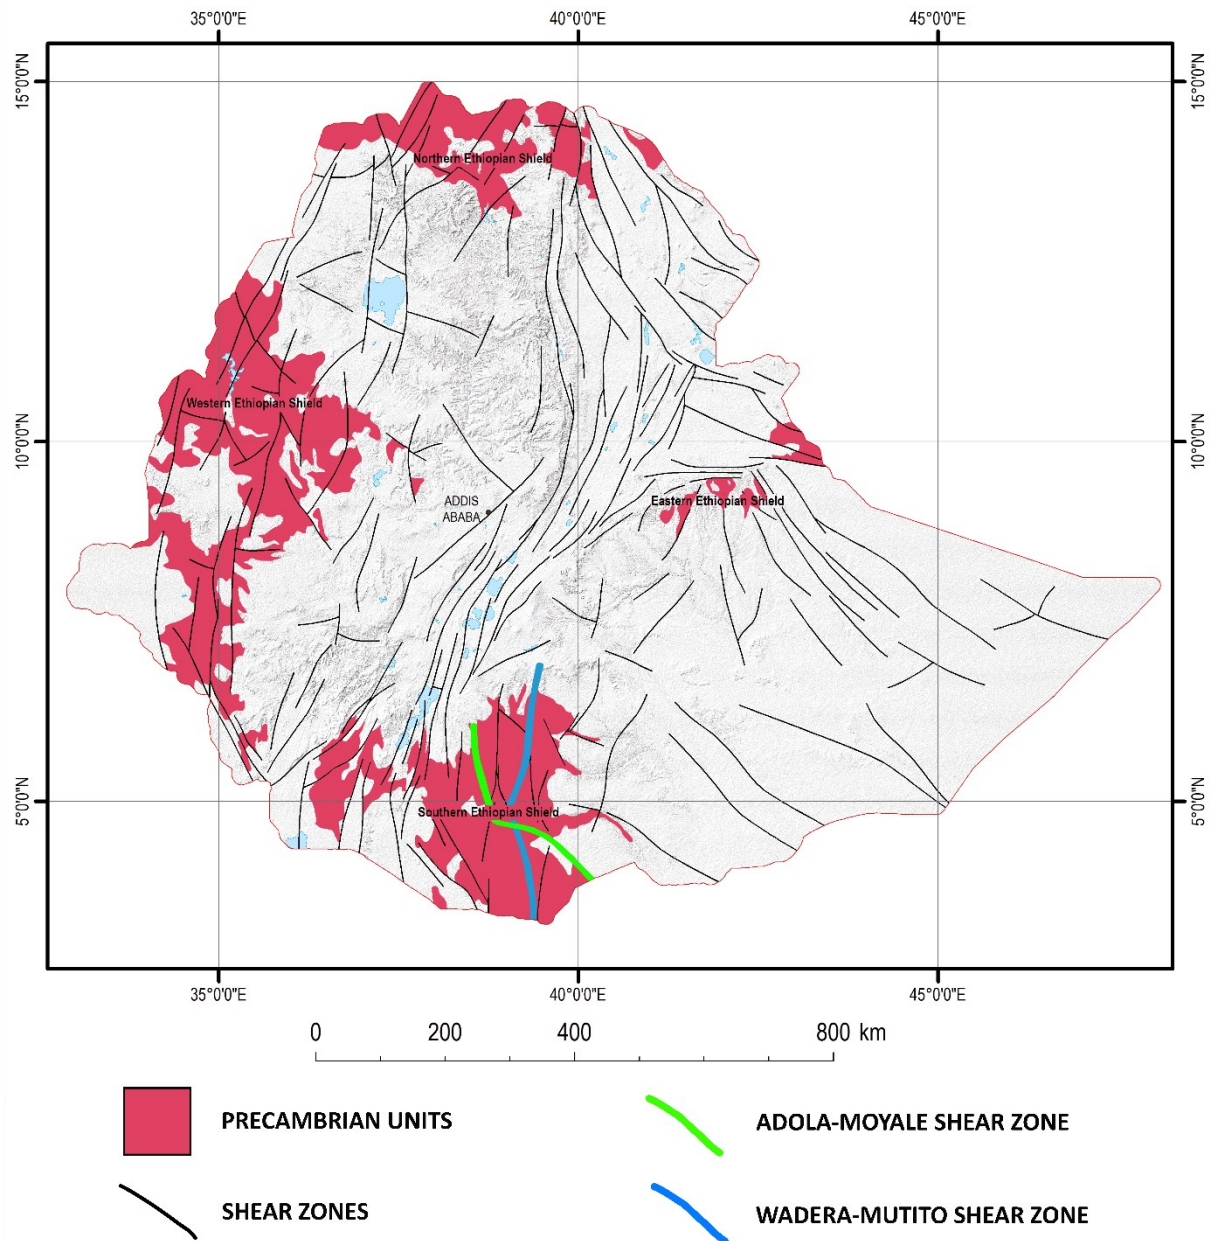 35°0'0"E 40°0'0"E 45°0'0"E
15°0'0"N 15°0'0"N
Northern Ethiopian Shield
Western Ethiopian Shield
10°0'0"N 10°0'0"N
Eastern Ethiopian Shield
ADDIS
ABABA
5°0'0"N 5°0'0"N
Southern Ethiopian Shield
35°0'0"E 40°0'0"E 45°0'0"E
0 200 400 800 km
PRECAMBRIAN UNITS
ADOLA-MOYALE SHEAR ZONE
SHEAR ZONES
WADERA-MUTITO SHEAR ZONE